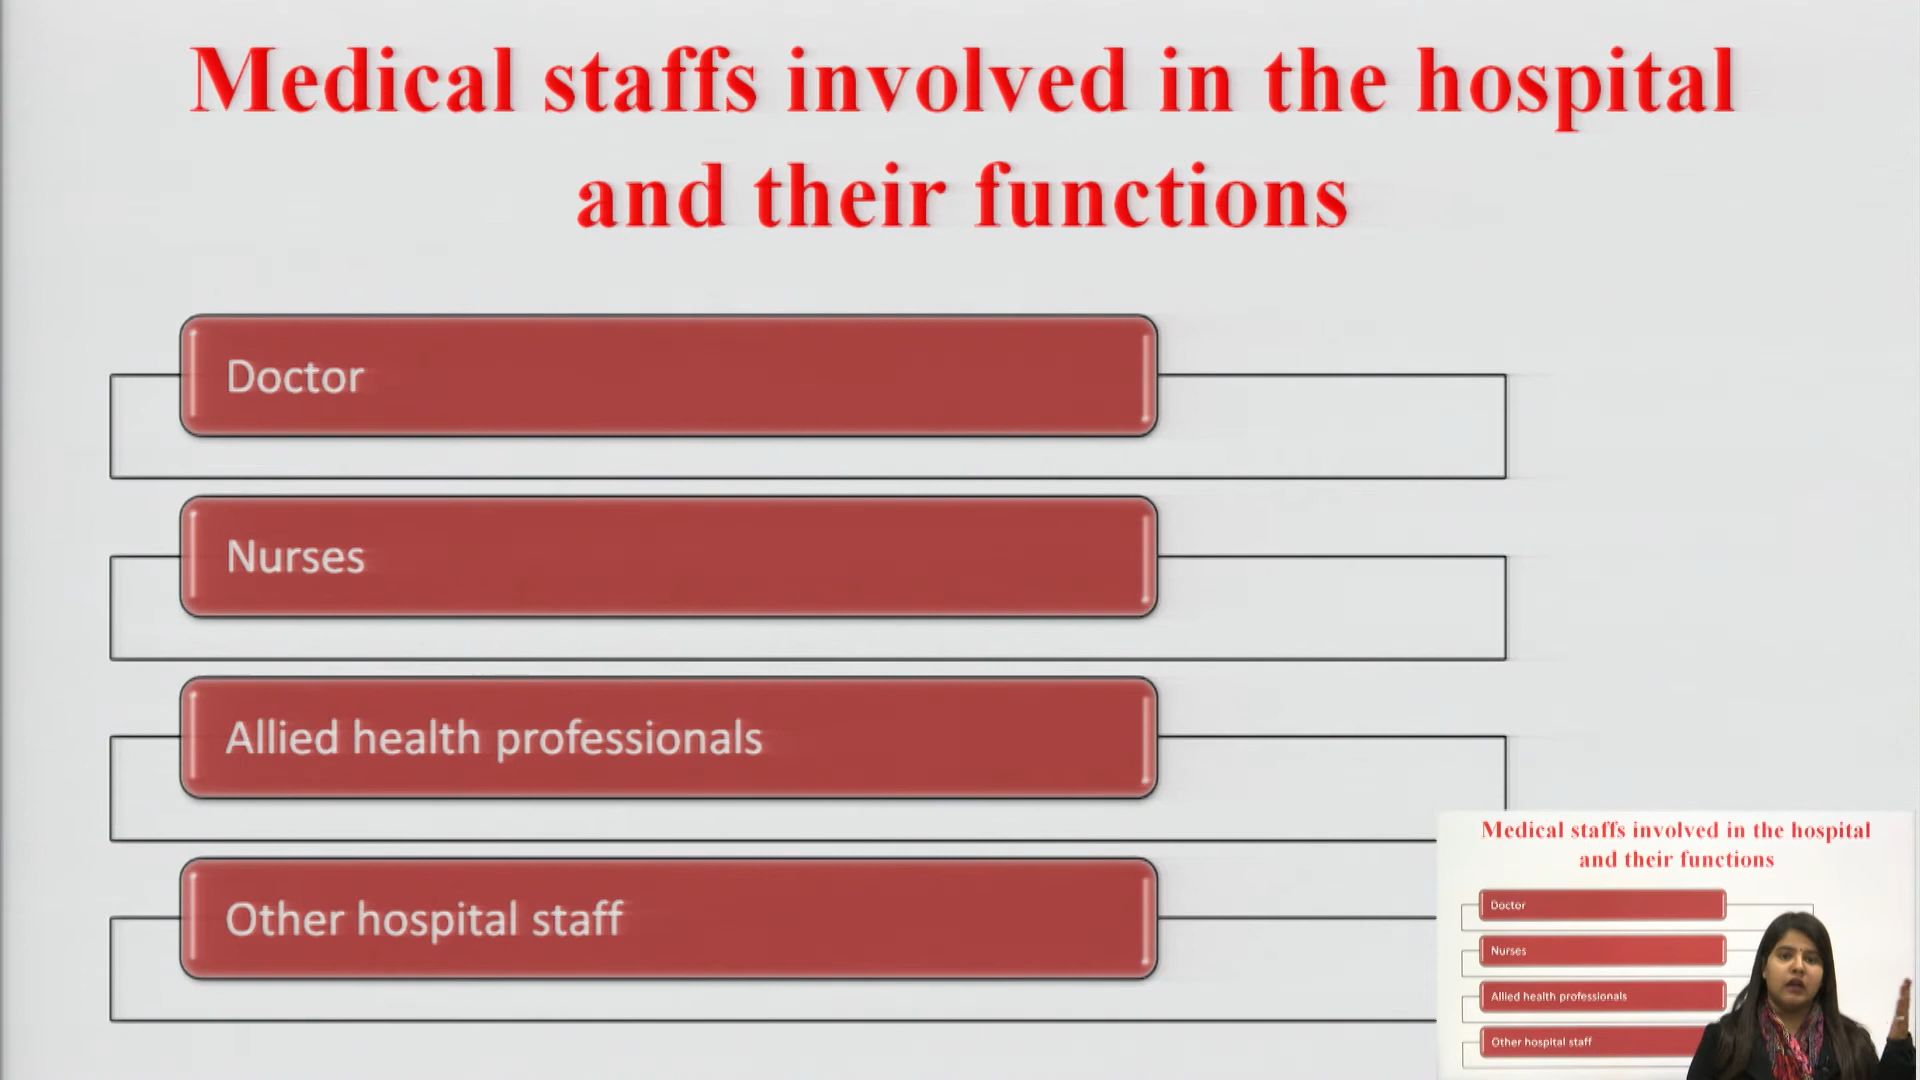 Medical staffs involved in the hospital
and their functions
Doctor
Nurses
Allied health professionals
Other hospital staff
Medical staffs involved in the hospital
and their functions
Doctor
Nurses
Allied health professionals
Other hospital staff